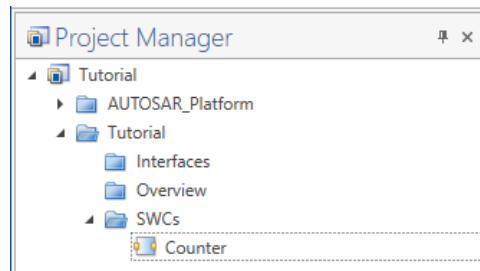 Project Manager
Tutorial
AUTOSAR_Platform
Tutorial
Interfaces
Overview
SWCs
Counter